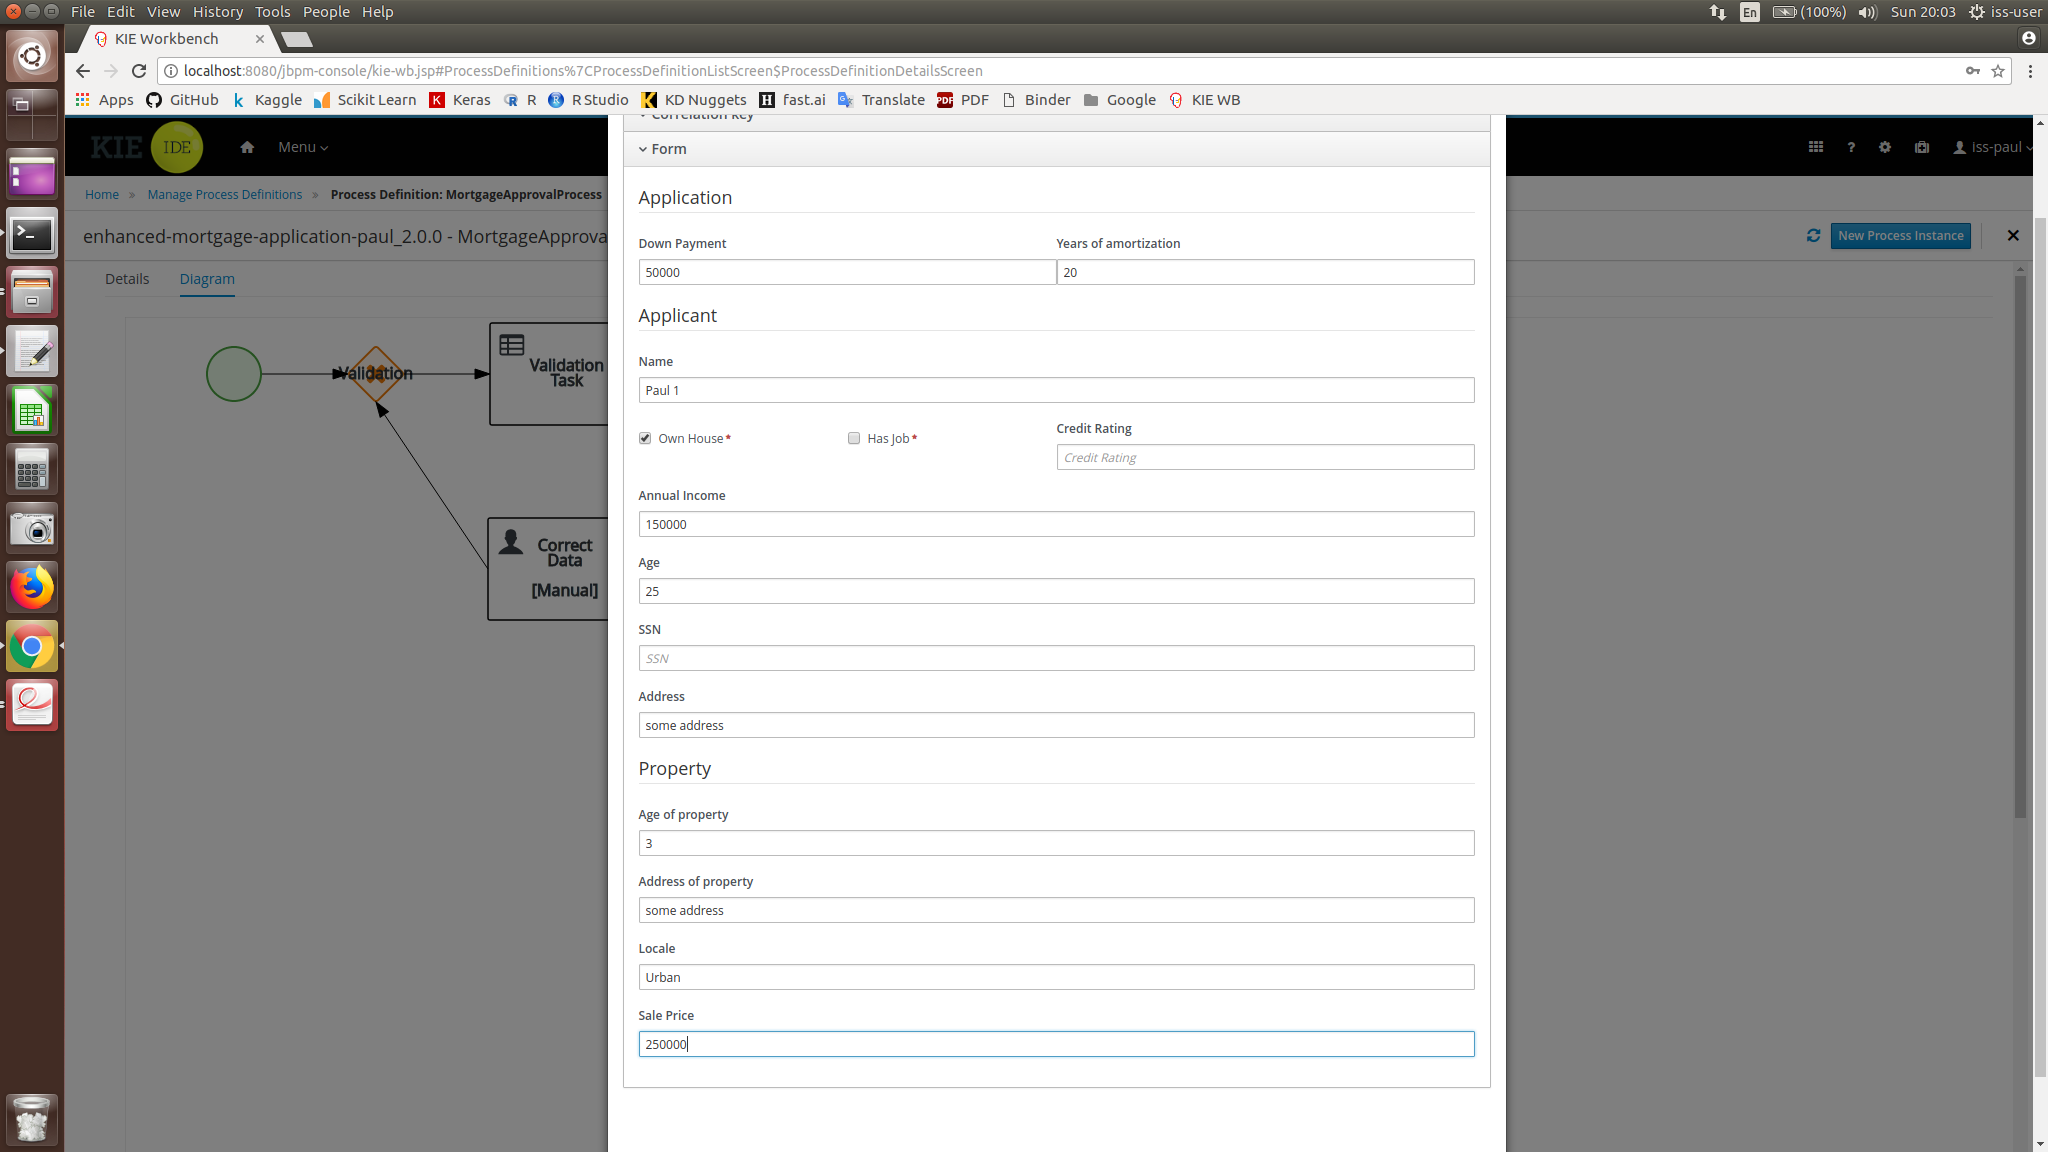 File Edit View History Tools People Help
En (100%) Sun 20:03 iss-user
KIE Workbench
localhost:8080/jbpm-console/kie-wb.jsp#ProcessDefinitions%7CProcessDefinitionListScreen$ProcessDefinitionDetailsScreen
Apps GitHub Kaggle Scikit Learn Keras R R Studio KD Nuggets fast.ai Translate PDF Binder Google KIE WB
Correlation key
KIE IDE Menu iss-paul
Form
Home » Manage Process Definitions » Process Definition: MortgageApprovalProcess
enhanced-mortgage-application-paul_2.0.0 - MortgageApprova
New Process Instance
Details Diagram
Validation
Validation
Task
Correct
Data
[Manual]
Application
Down Payment Years of amortization
50000 20
Applicant
Name
Paul 1
Own House* Has Job* Credit Rating
Credit Rating
Annual Income
150000
Age
25
SSN
SSN
Address
some address
Property
Age of property
3
Address of property
some address
Locale
Urban
Sale Price
250000